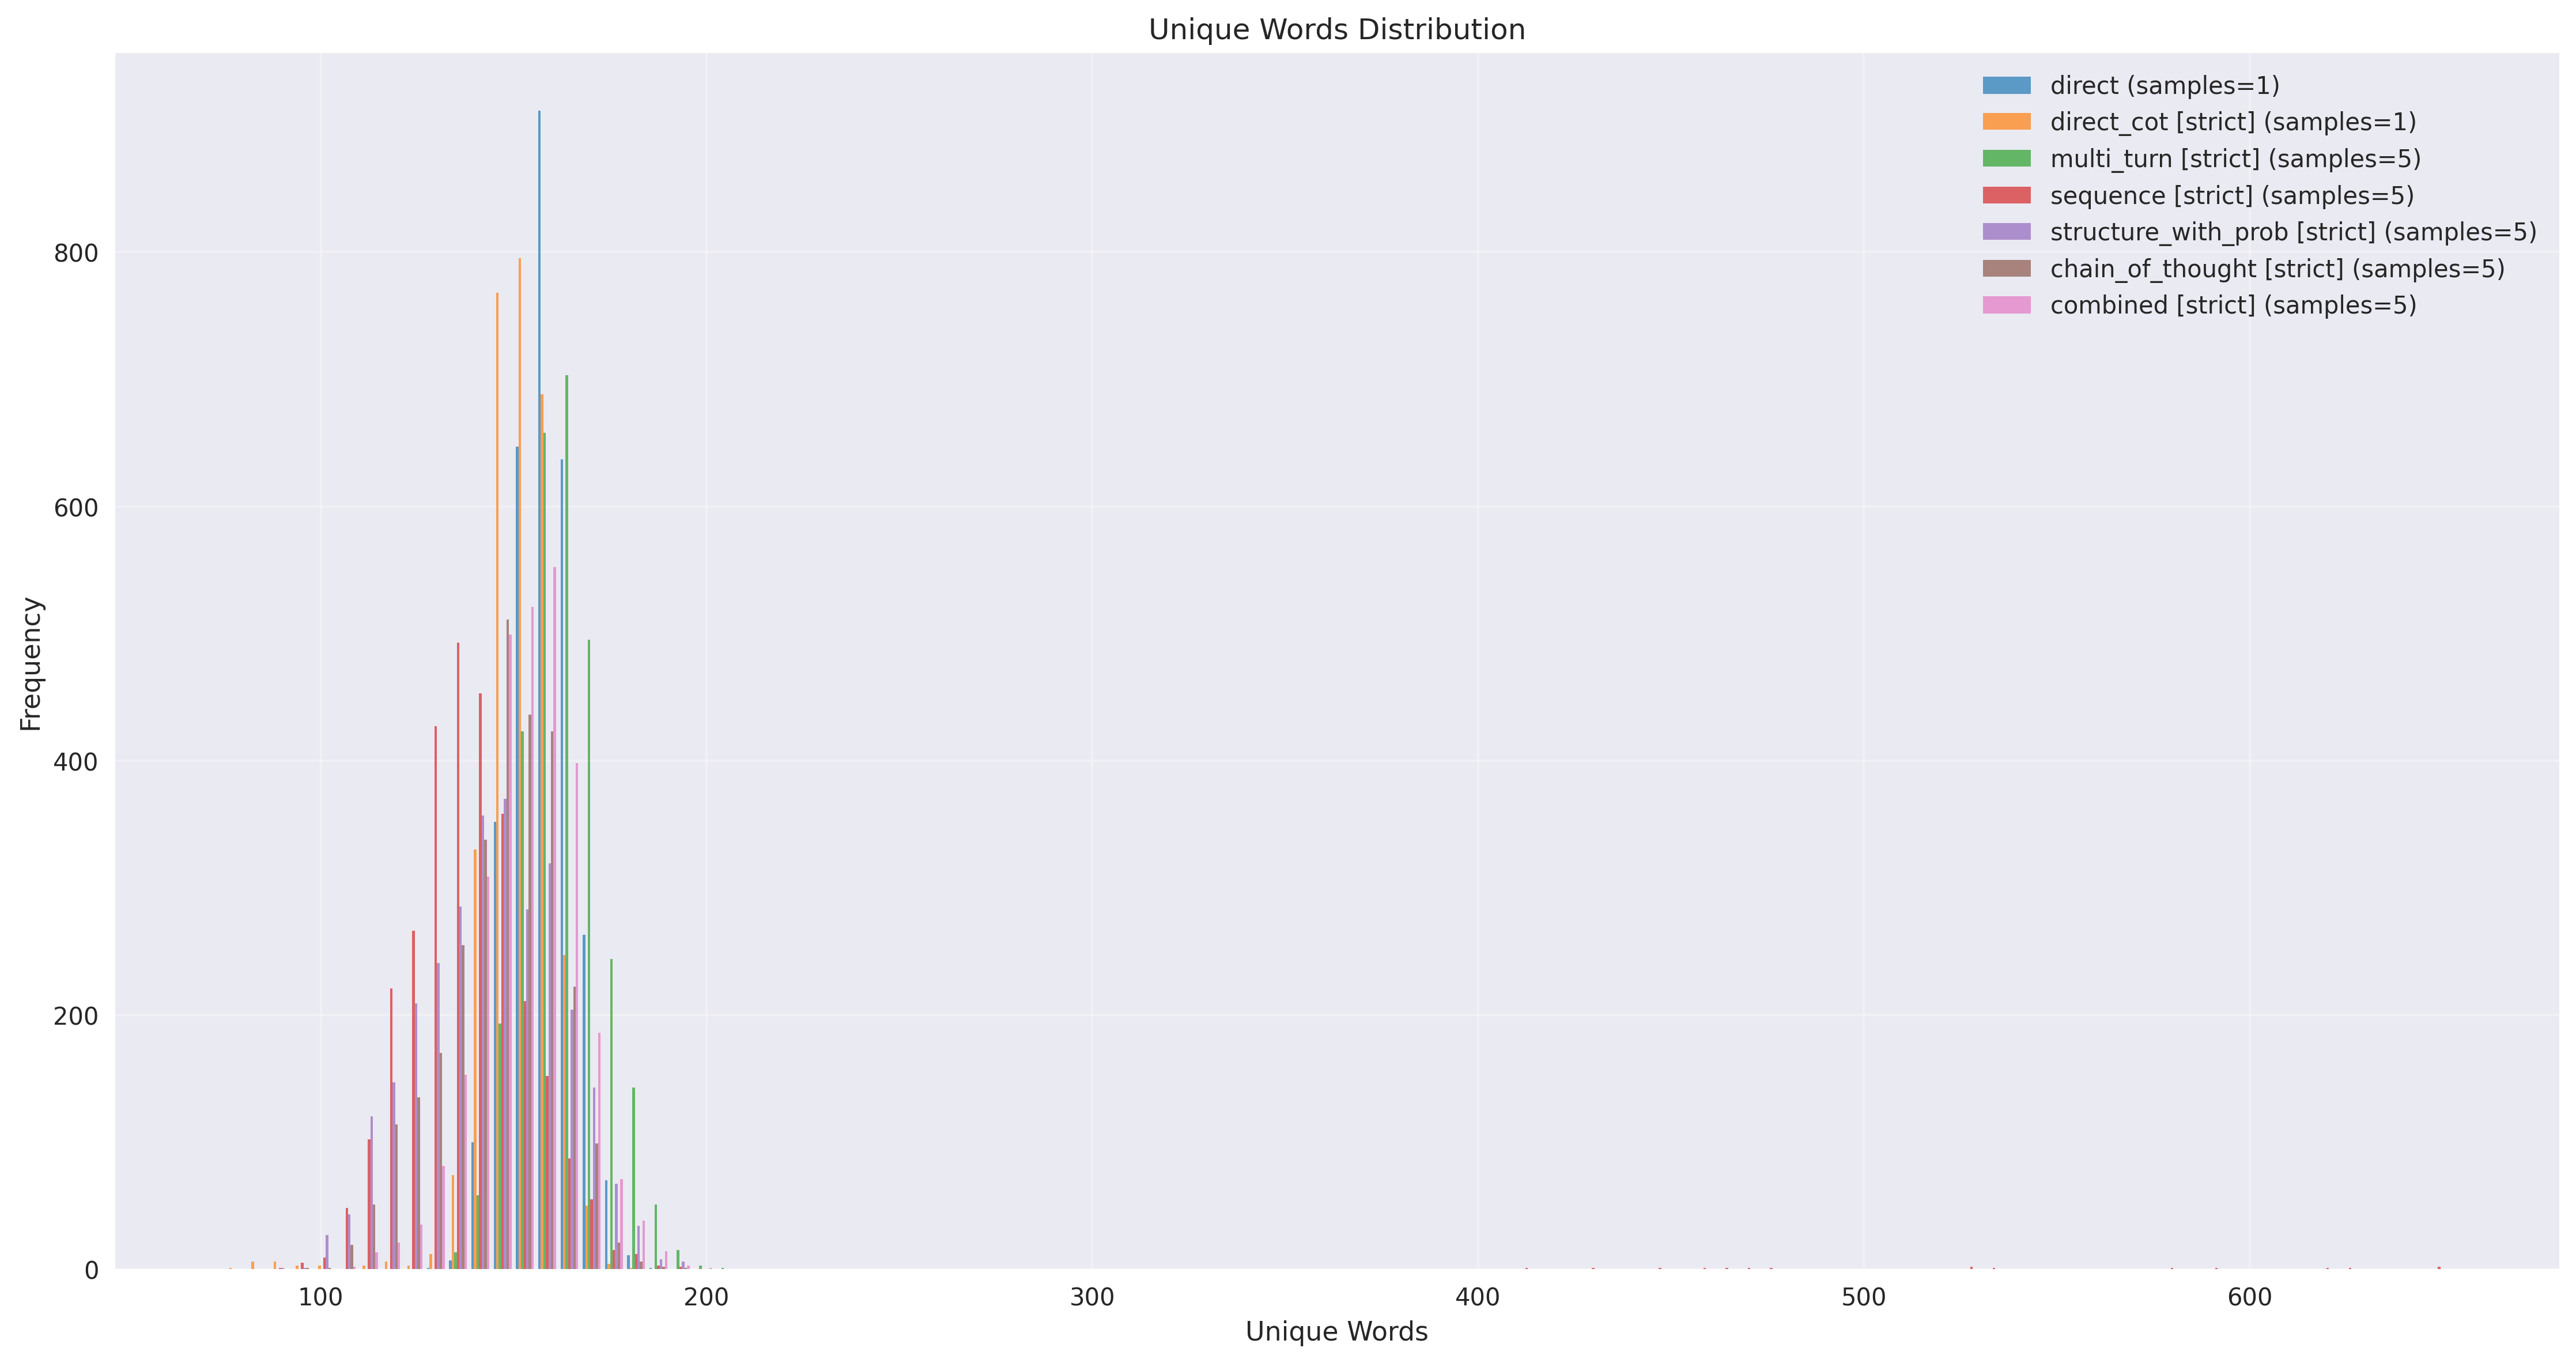 Unique Words Distribution
direct (samples=1)
direct_cot [strict] (samples=1)
multi_turn [strict] (samples=5)
sequence [strict] (samples=5)
structure_with_prob [strict] (samples=5)
chain_of_thought [strict] (samples=5)
combined [strict] (samples=5)
Frequency
800
600
400
200
0
100 200 300 400 500 600
Unique Words